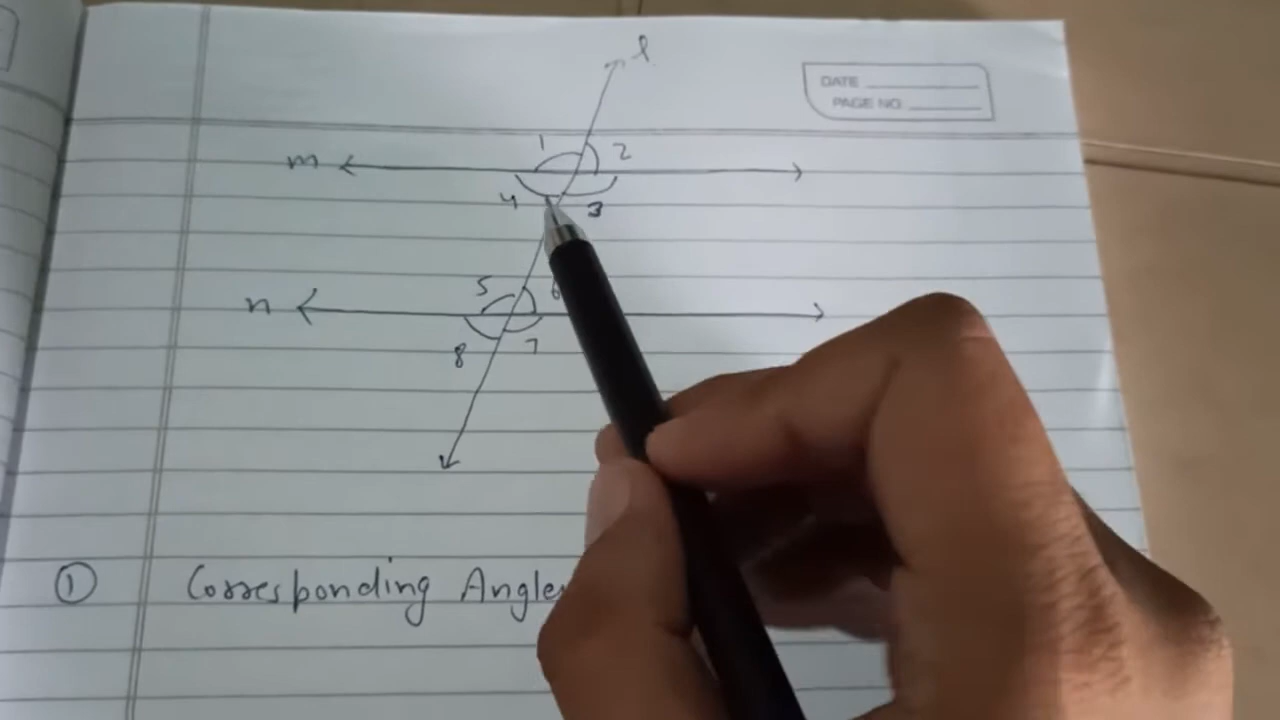 l
DATE
PAGE NO.
1 2
m
4 3
5 6
n
8 7
① Corresponding Angles